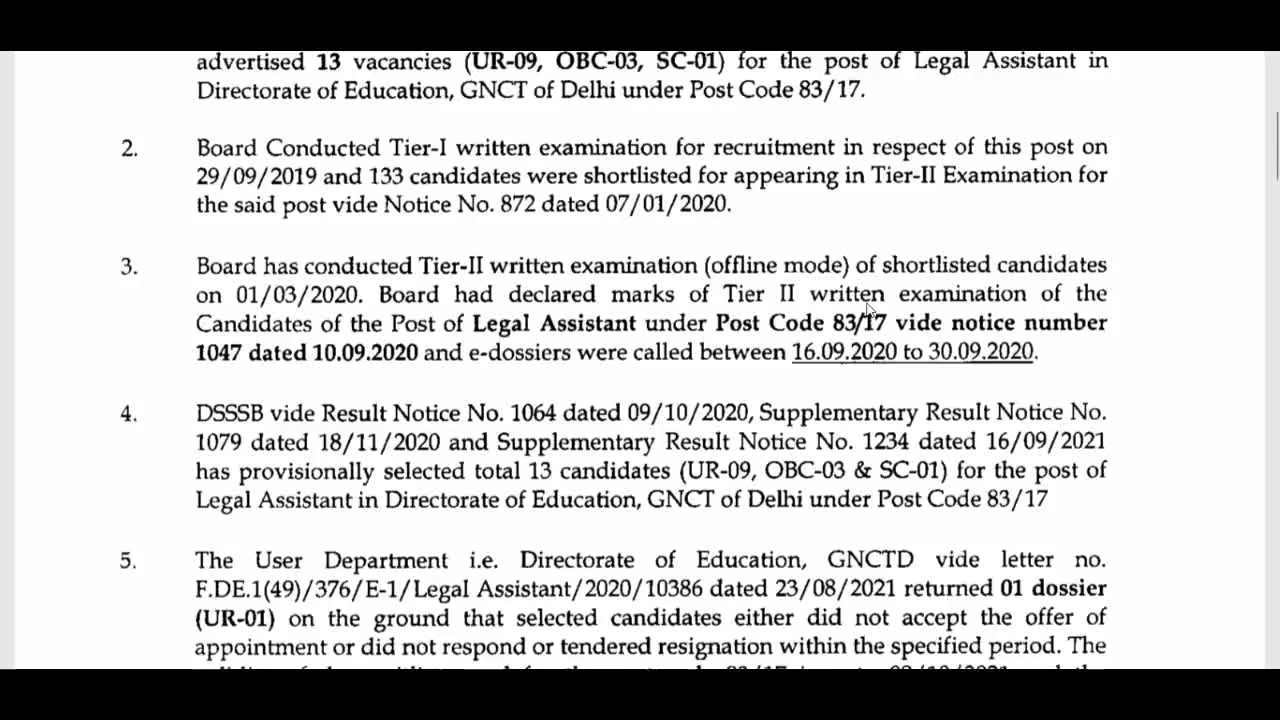 advertised 13 vacancies (UR-09, OBC-03, SC-01) for the post of Legal Assistant in
Directorate of Education, GNCT of Delhi under Post Code 83/17.
2. Board Conducted Tier-I written examination for recruitment in respect of this post on
29/09/2019 and 133 candidates were shortlisted for appearing in Tier-II Examination for
the said post vide Notice No. 872 dated 07/01/2020.
3. Board has conducted Tier-II written examination (offline mode) of shortlisted candidates
on 01/03/2020. Board had declared marks of Tier II written examination of the
Candidates of the Post of Legal Assistant under Post Code 83/17 vide notice number
1047 dated 10.09.2020 and e-dossiers were called between 16.09.2020 to 30.09.2020.
4. DSSSB vide Result Notice No. 1064 dated 09/10/2020, Supplementary Result Notice No.
1079 dated 18/11/2020 and Supplementary Result Notice No. 1234 dated 16/09/2021
has provisionally selected total 13 candidates (UR-09, OBC-03 & SC-01) for the post of
Legal Assistant in Directorate of Education, GNCT of Delhi under Post Code 83/17
5. The User Department i.e. Directorate of Education, GNCTD vide letter no.
F.DE.1(49)/376/E-1/Legal Assistant/2020/10386 dated 23/08/2021 returned 01 dossier
(UR-01) on the ground that selected candidates either did not accept the offer of
appointment or did not respond or tendered resignation within the specified period. The